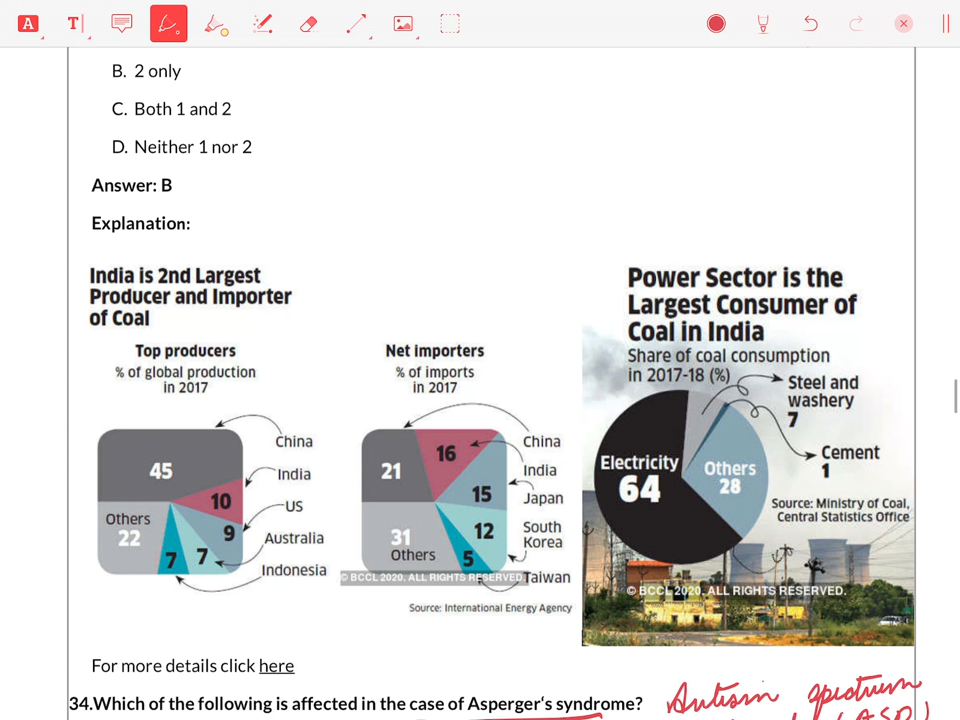 A T
B. 2 only
C. Both 1 and 2
D. Neither 1 nor 2
Answer: B
Explanation:
India is 2nd Largest
Producer and Importer
of Coal
Top producers
% of global production
in 2017
China
45
India
10
US
9
Australia
7
Indonesia
7
Others
22
Net importers
% of imports
in 2017
China
21
India
16
Japan
15
South
Korea
12
Taiwan
5
31
Others
© BCCL 2020. ALL RIGHTS RESERVED.
Source: International Energy Agency
Power Sector is the
Largest Consumer of
Coal in India
Share of coal consumption
in 2017-18 (%)
Steel and
washery
7
Cement
1
Electricity
64
Others
28
Source: Ministry of Coal,
Central Statistics Office
© BCCL 2020. ALL RIGHTS RESERVED.
For more details click here
34.Which of the following is affected in the case of Asperger‘s syndrome?
Autism Spectrum
(ASD)